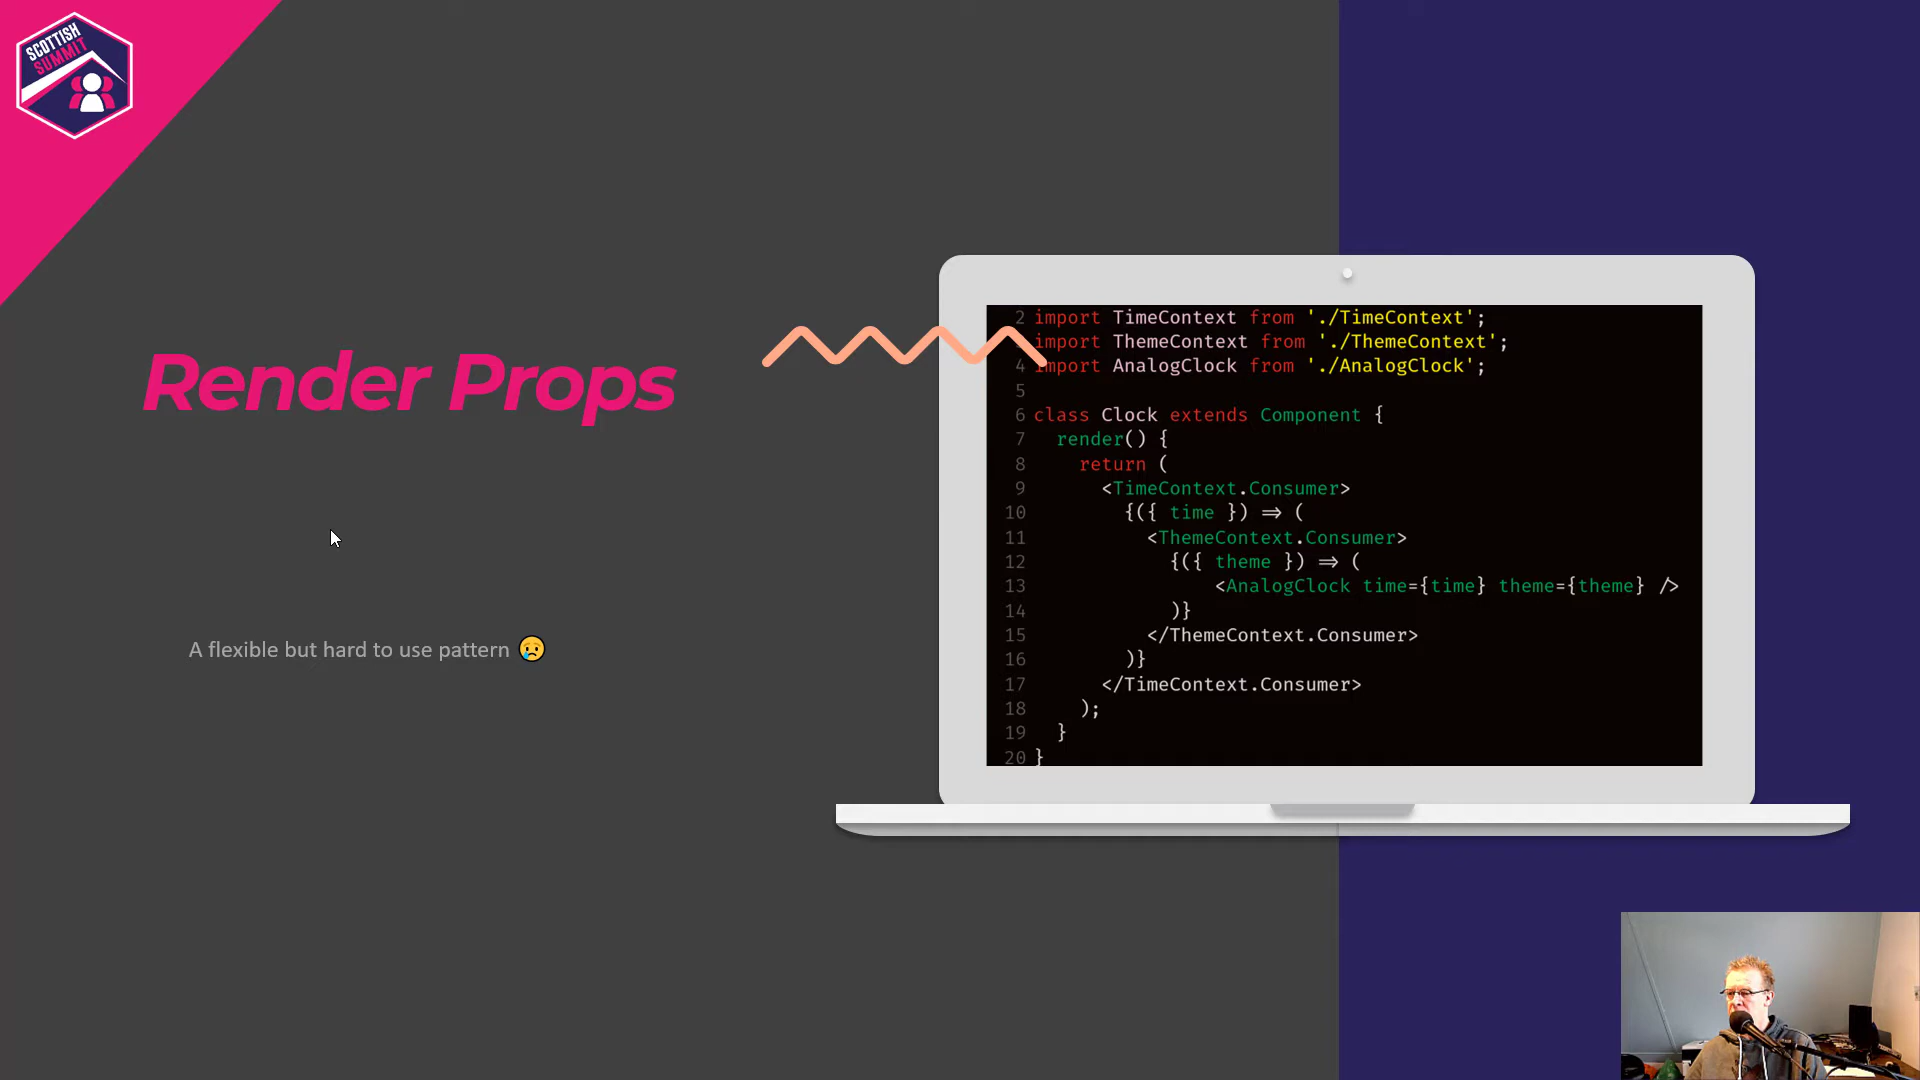 SCOTTISH
SUMMIT
Render Props
A flexible but hard to use pattern 😢
2 import TimeContext from './TimeContext';
import ThemeContext from './ThemeContext';
4 import AnalogClock from './AnalogClock';
5
6 class Clock extends Component {
7 render() {
8 return (
9 <TimeContext.Consumer>
10 {({ time }) => (
11 <ThemeContext.Consumer>
12 {({ theme }) => (
13 <AnalogClock time={time} theme={theme} />
14 )}
15 </ThemeContext.Consumer>
16 )}
17 </TimeContext.Consumer>
18 );
19 }
20 }